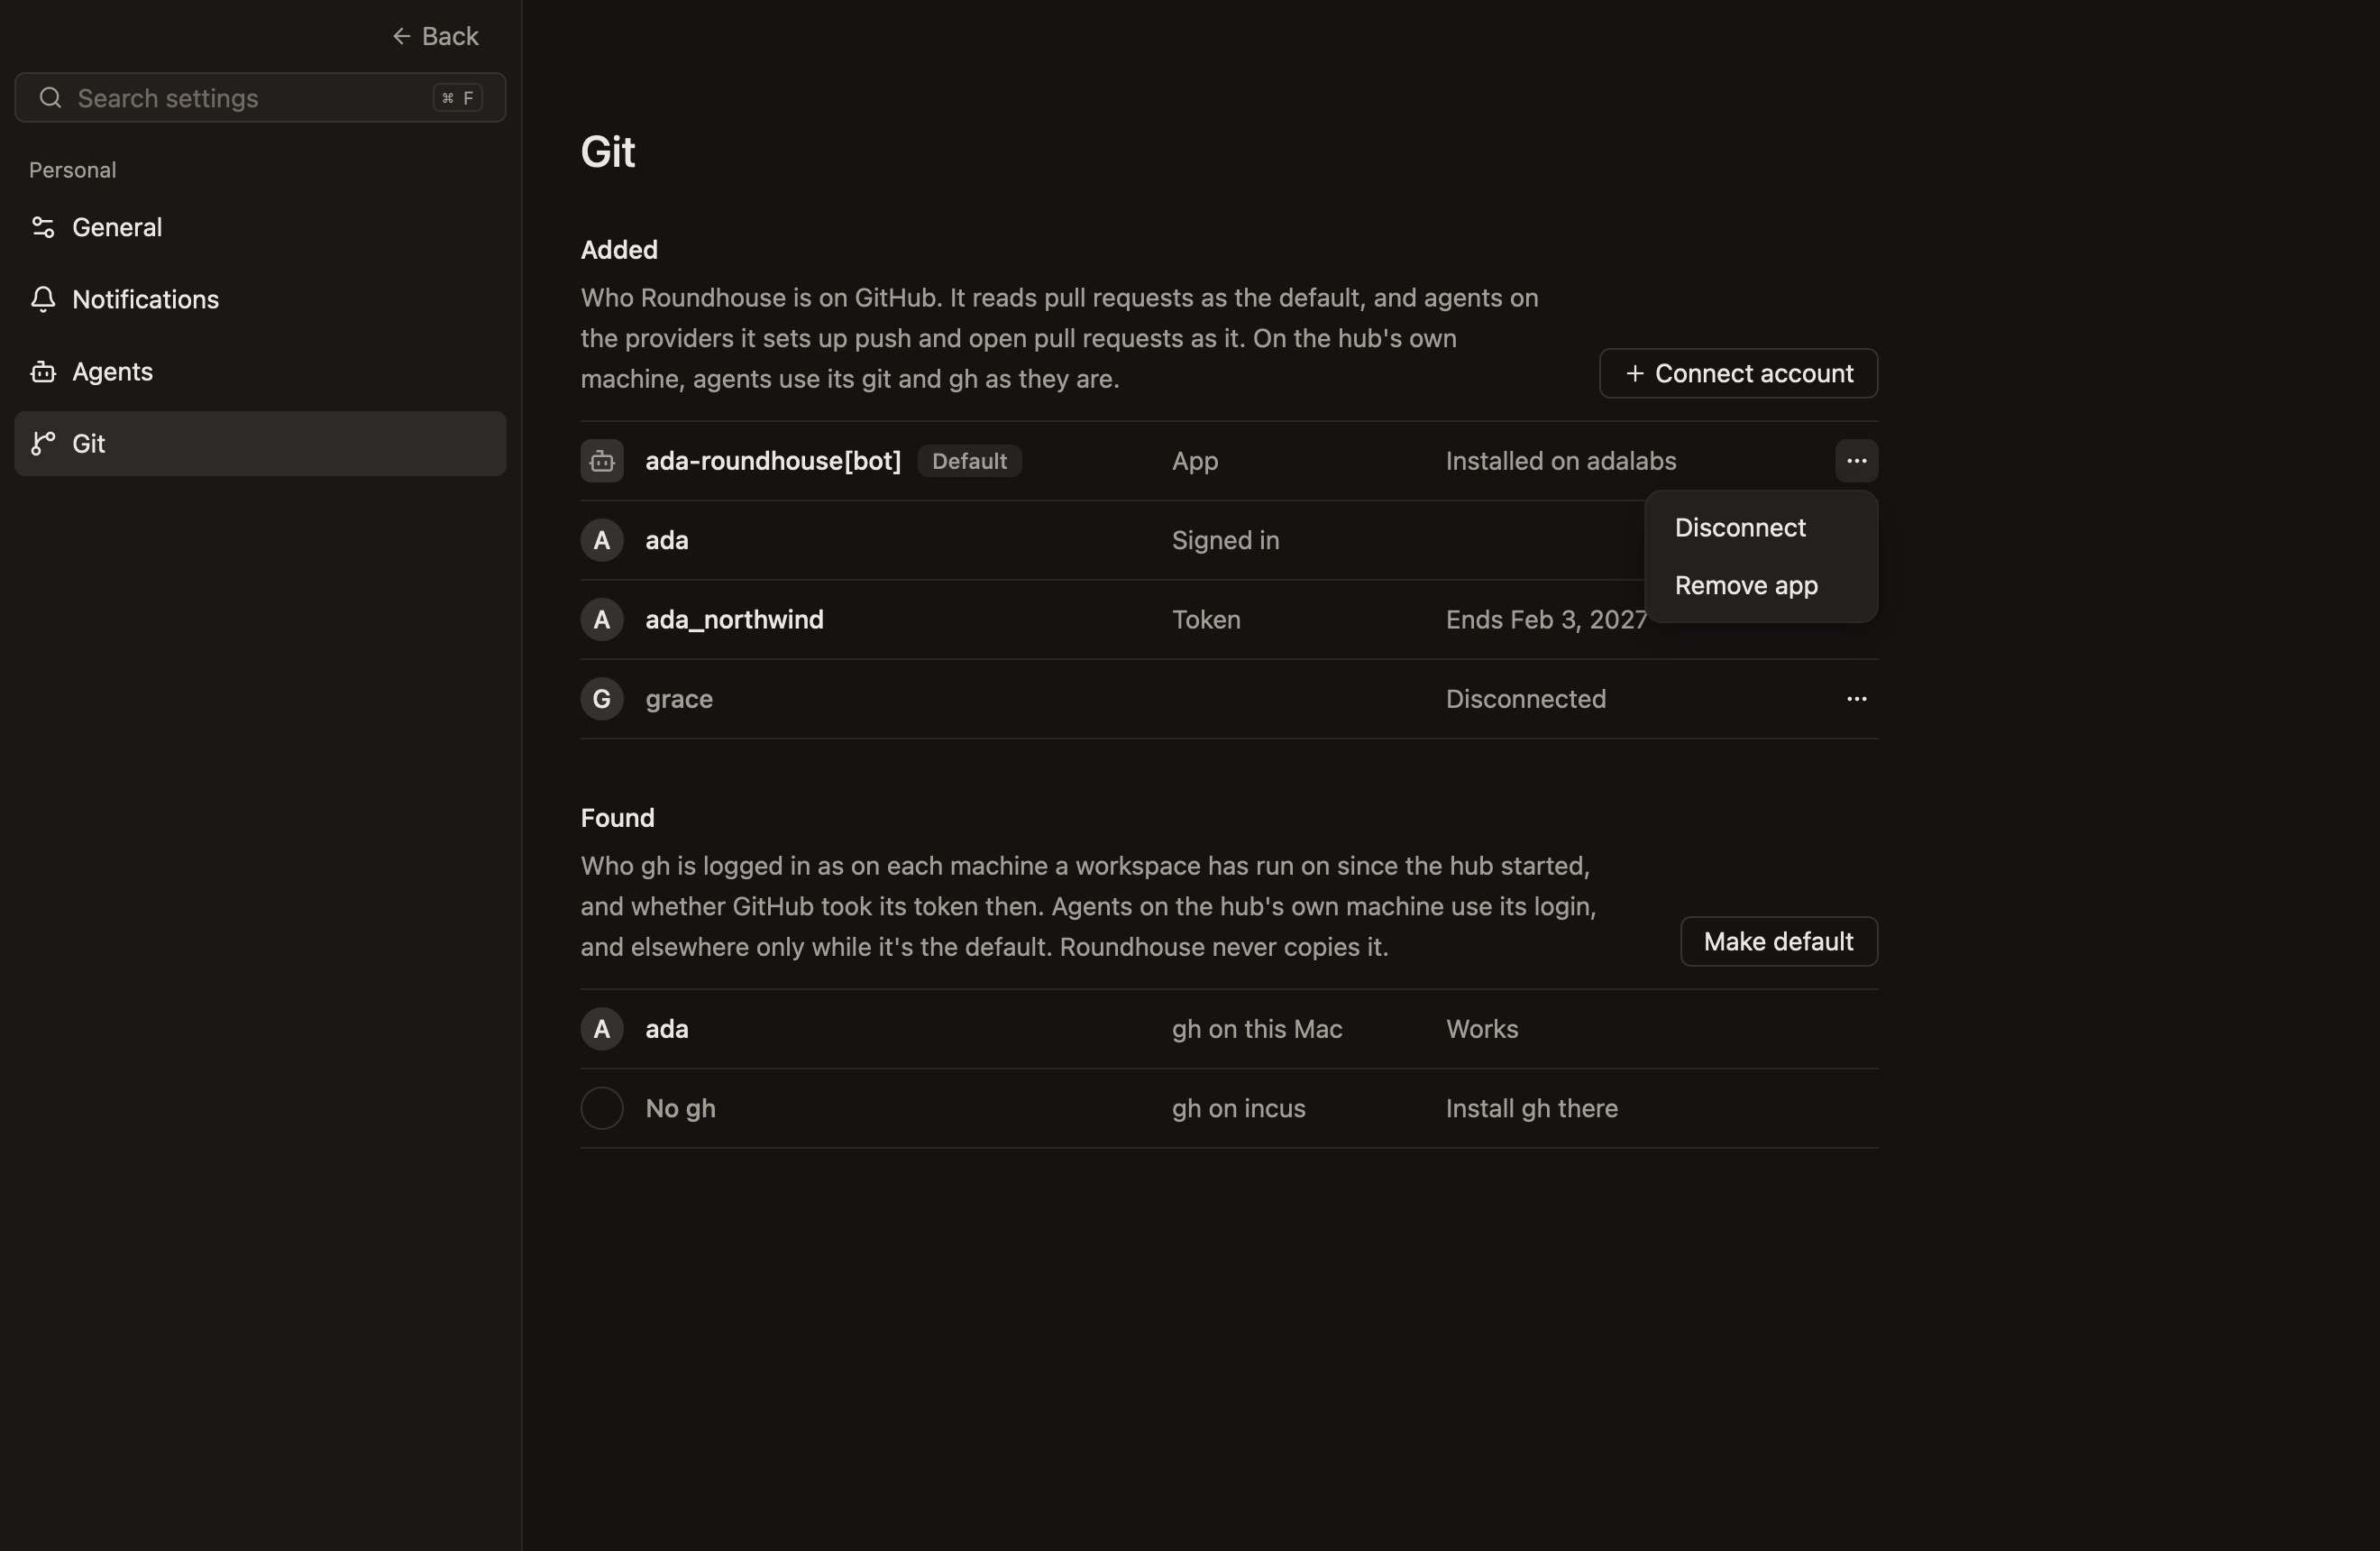 Back
Search settings
⌘ F
Personal
General
Notifications
Agents
Git
Git
Added
Who Roundhouse is on GitHub. It reads pull requests as the default, and agents on
the providers it sets up push and open pull requests as it. On the hub's own
machine, agents use its git and gh as they are.
+ Connect account
ada-roundhouse[bot] Default App Installed on adalabs
Disconnect
Remove app
A ada Signed in
A ada_northwind Token Ends Feb 3, 2027
G grace Disconnected
Found
Who gh is logged in as on each machine a workspace has run on since the hub started,
and whether GitHub took its token then. Agents on the hub's own machine use its login,
and elsewhere only while it's the default. Roundhouse never copies it.
Make default
A ada gh on this Mac Works
No gh gh on incus Install gh there